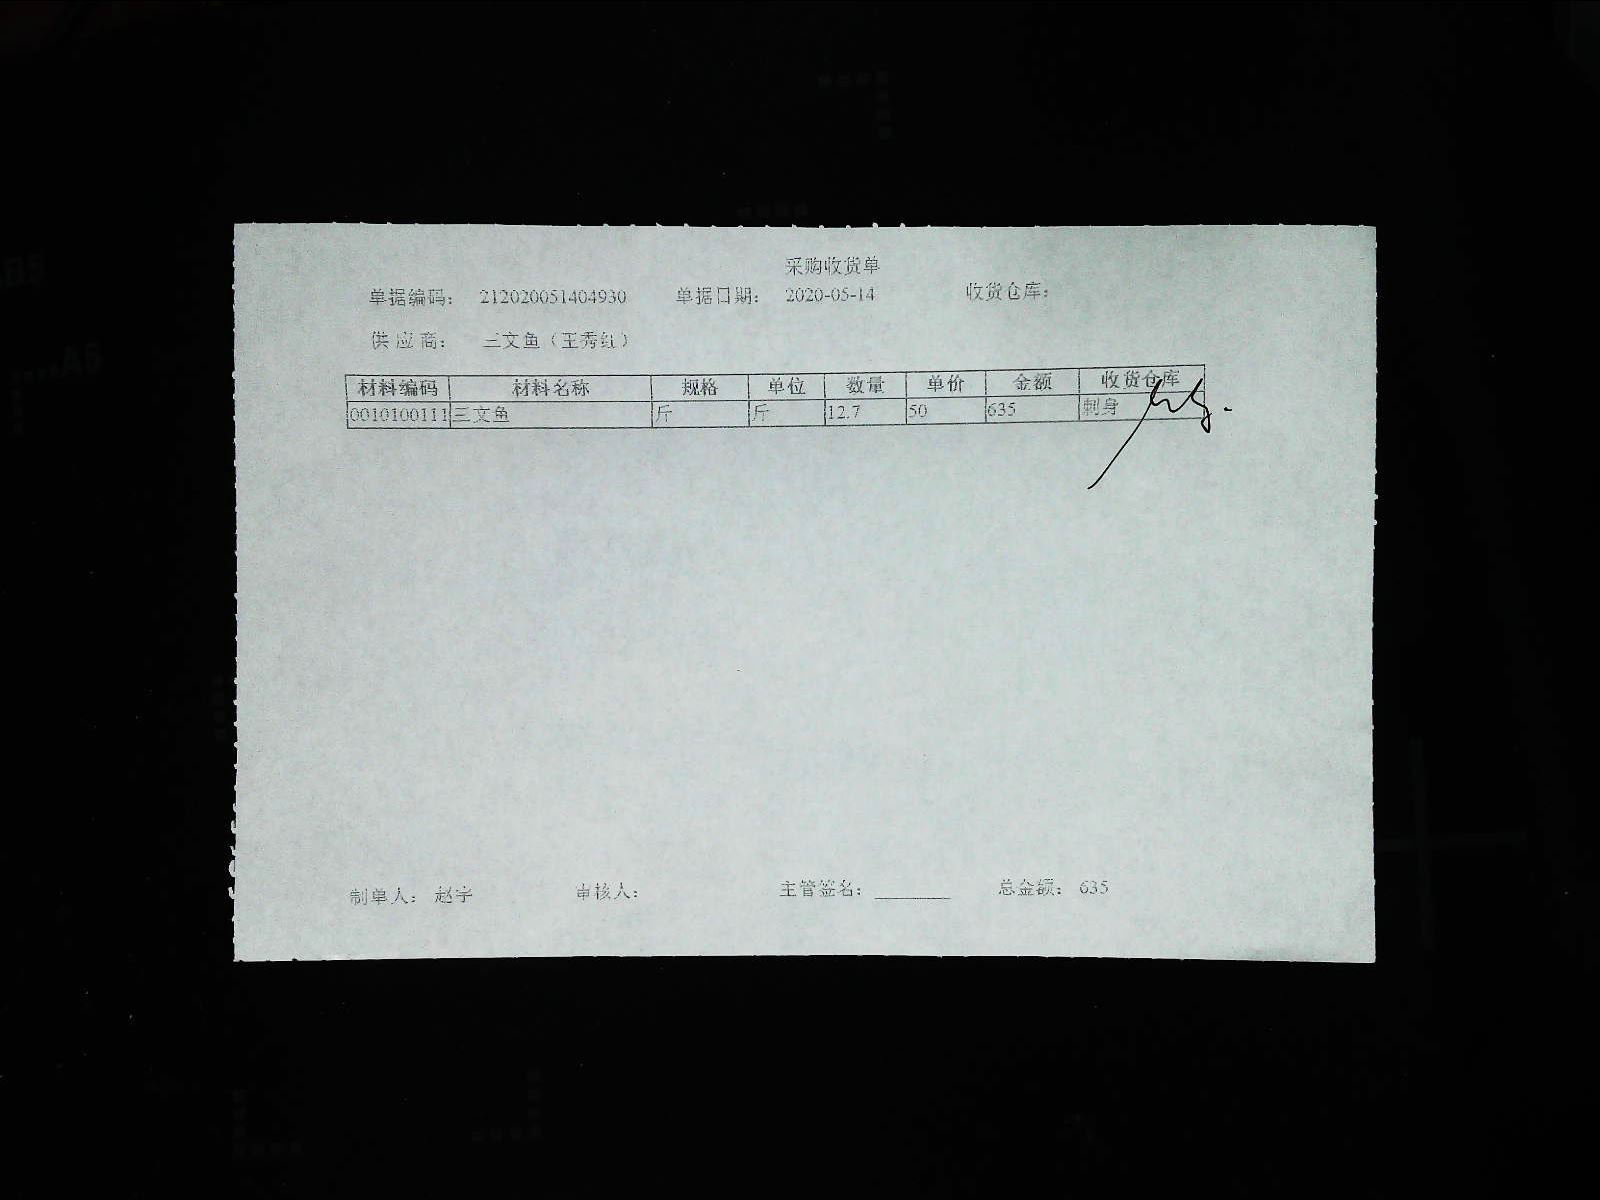 采购收货单
单据编码： 212020051404930 单据日期： 2020-05-14 收货仓库：
供应商： 三文鱼（王秀红）
材料编码 材料名称 规格 单位 数量 单价 金额 收货仓库
0010100111 三文鱼 斤 斤 12.7 50 635 刺身
制单人： 赵宇 审核人： 主管签名： 总金额： 635